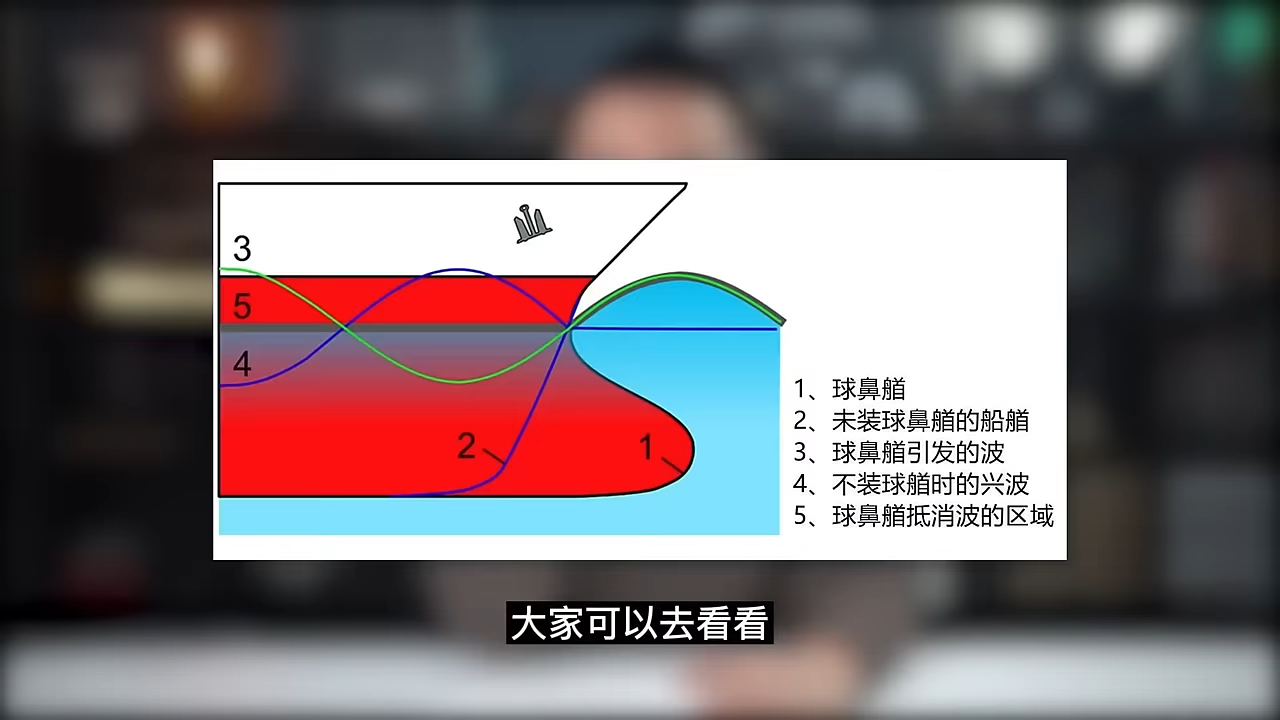 3
5
4
2
1
1、球鼻艏
2、未装球鼻艏的船艏
3、球鼻艏引发的波
4、不装球艏时的兴波
5、球鼻艏抵消波的区域
大家可以去看看